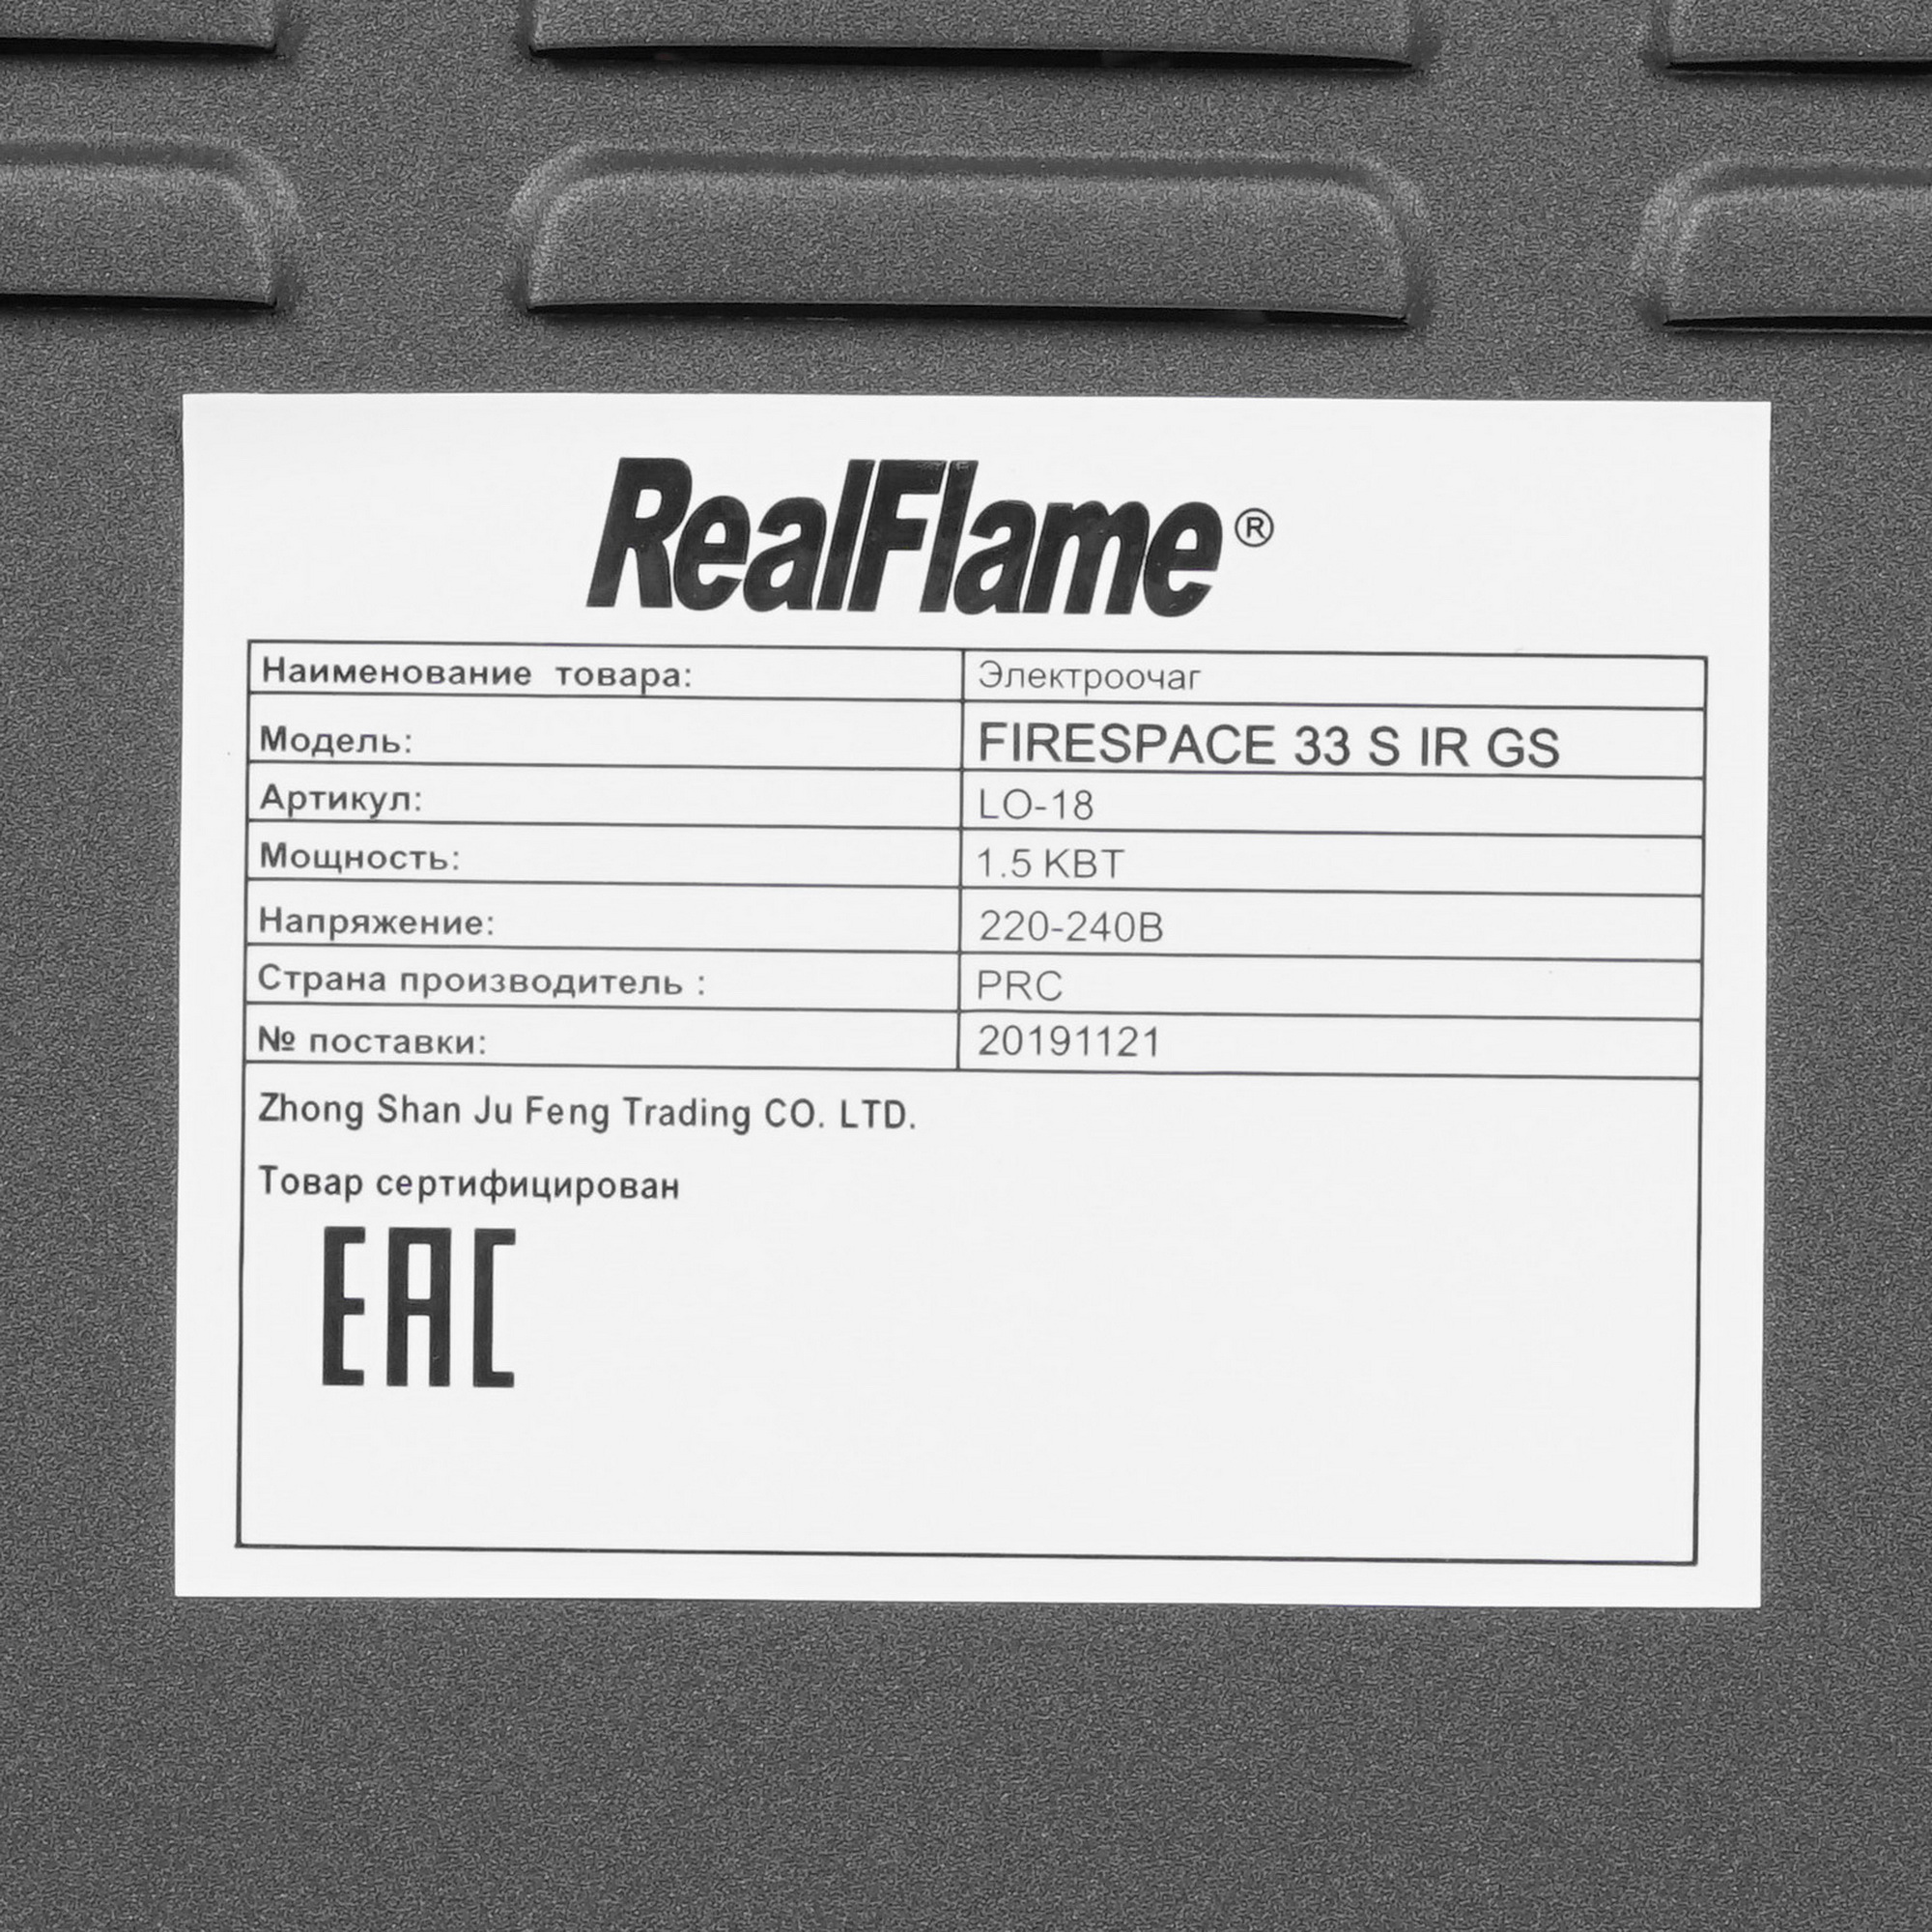 RealFlame®
Наименование товара: Электроочаг
Модель: FIRESPACE 33 S IR GS
Артикул: LO-18
Мощность: 1.5 КВТ
Напряжение: 220-240В
Страна производитель : PRC
№ поставки: 20191121
Zhong Shan Ju Feng Trading CO. LTD.
Товар сертифицирован
EAC